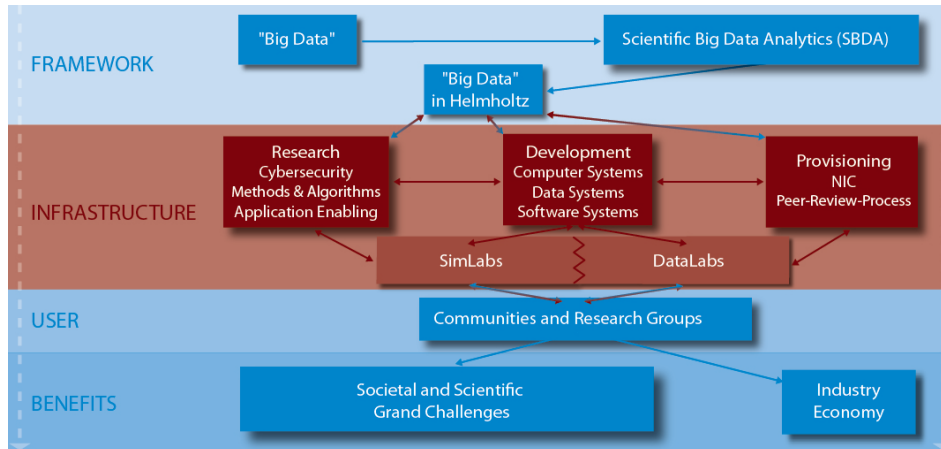 FRAMEWORK
"Big Data"
Scientific Big Data Analytics (SBDA)
"Big Data"
in Helmholtz
INFRASTRUCTURE
Research
Cybersecurity
Methods & Algorithms
Application Enabling
Development
Computer Systems
Data Systems
Software Systems
Provisioning
NIC
Peer-Review-Process
SimLabs
DataLabs
USER
Communities and Research Groups
BENEFITS
Societal and Scientific
Grand Challenges
Industry
Economy